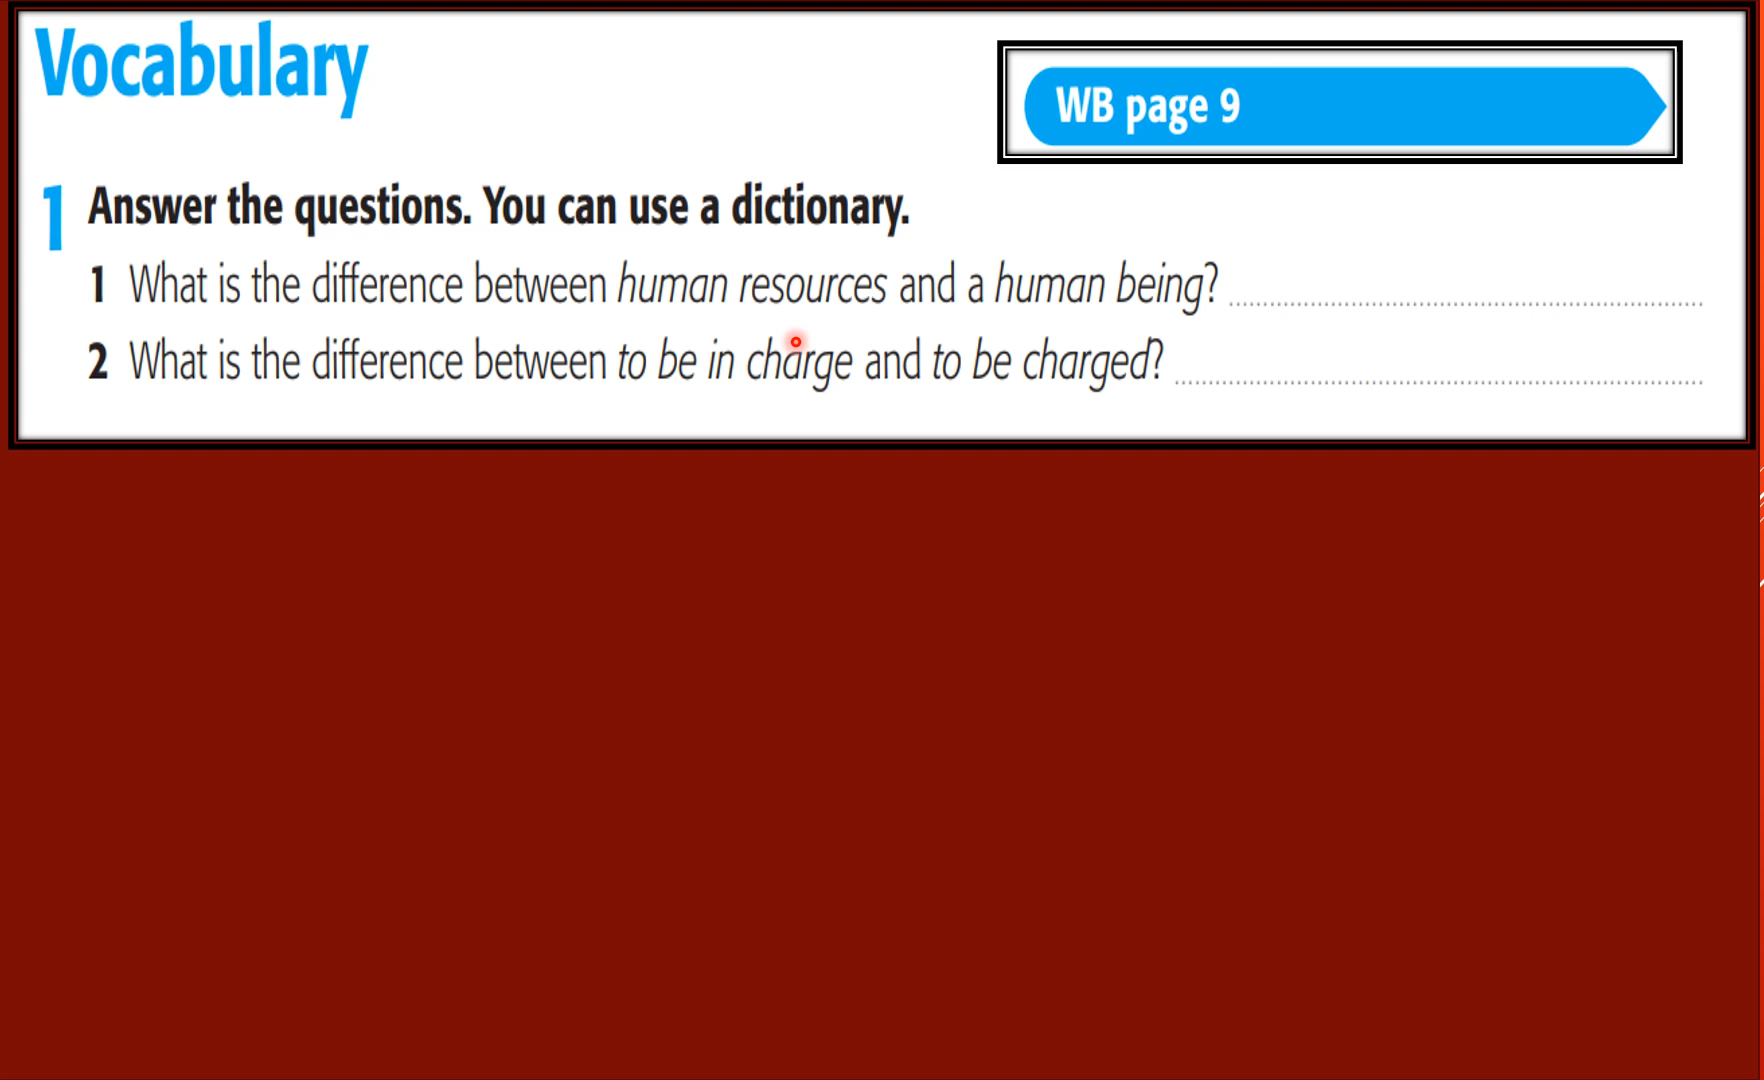 Vocabulary
WB page 9
1 Answer the questions. You can use a dictionary.
1 What is the difference between human resources and a human being? ........................................
2 What is the difference between to be in charge and to be charged? ........................................